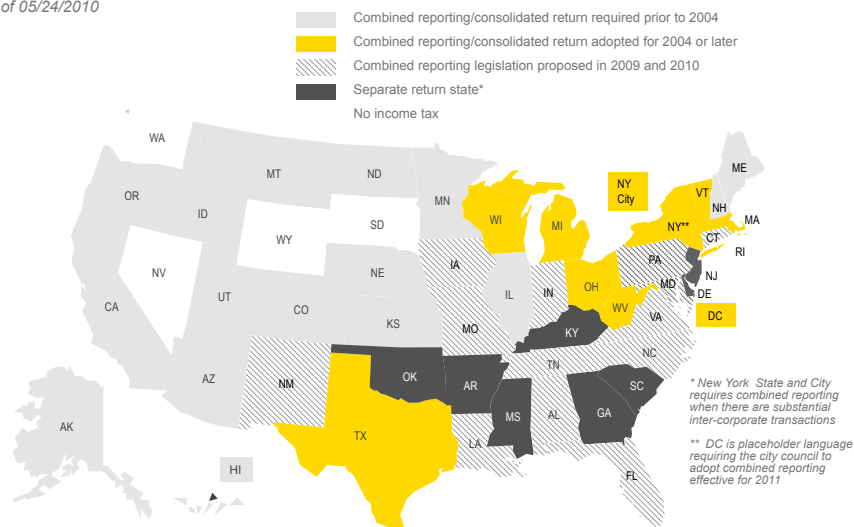 of 05/24/2010
Combined reporting/consolidated return required prior to 2004
Combined reporting/consolidated return adopted for 2004 or later
Combined reporting legislation proposed in 2009 and 2010
Separate return state*
No income tax
WA
MT
ND
MN
ME
OR
ID
WY
SD
WI
MI
NY
City
VT
NH
MA
NY**
CT
RI
NV
UT
CO
NE
IA
IL
IN
OH
PA
NJ
MD
DE
WV
VA
DC
CA
KS
MO
KY
AZ
NM
OK
AR
TN
NC
SC
MS
AL
GA
TX
LA
FL
AK
HI
* New York State and City
requires combined reporting
when there are substantial
inter-corporate transactions
** DC is placeholder language
requiring the city council to
adopt combined reporting
effective for 2011